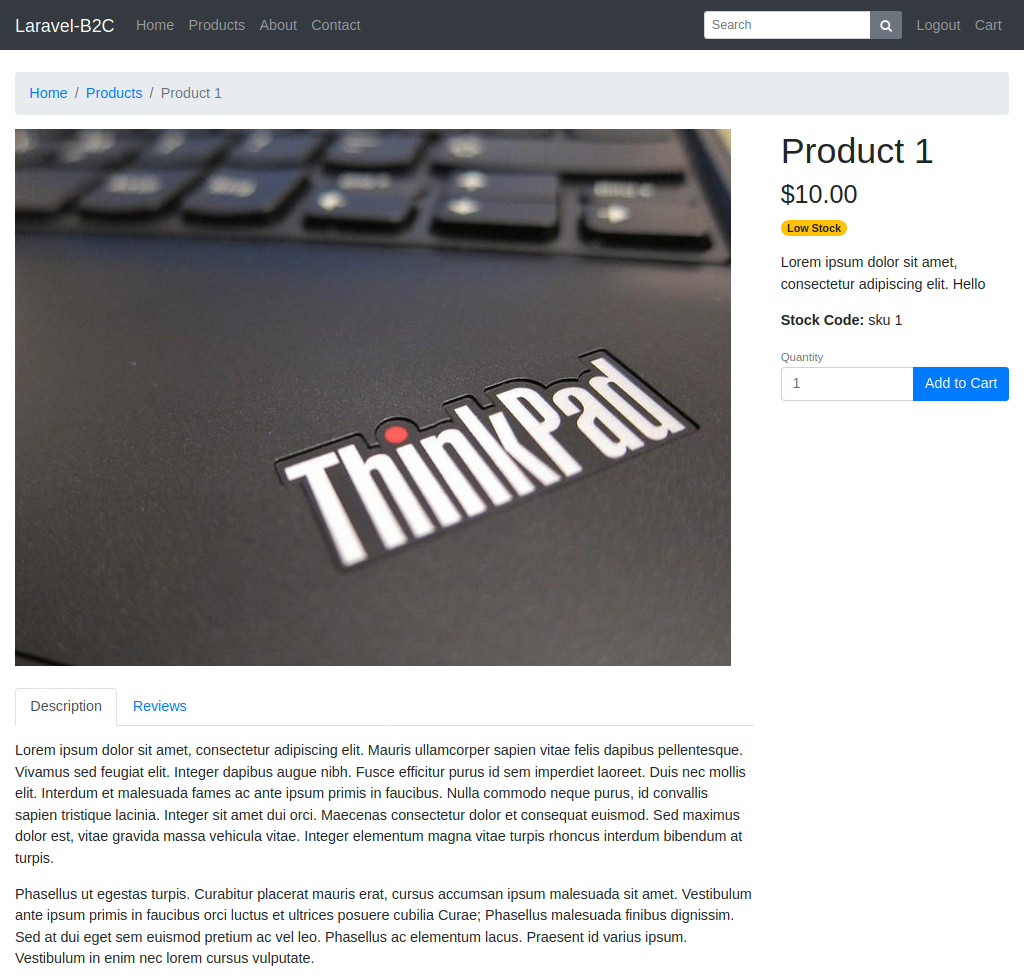 Laravel-B2C Home Products About Contact Search Logout Cart
Home / Products / Product 1
Product 1
$10.00
Low Stock
Lorem ipsum dolor sit amet,
consectetur adipiscing elit. Hello
Stock Code: sku 1
Quantity
1 Add to Cart
ThinkPad
Description Reviews
Lorem ipsum dolor sit amet, consectetur adipiscing elit. Mauris ullamcorper sapien vitae felis dapibus pellentesque.
Vivamus sed feugiat elit. Integer dapibus augue nibh. Fusce efficitur purus id sem imperdiet laoreet. Duis nec mollis
elit. Interdum et malesuada fames ac ante ipsum primis in faucibus. Nulla commodo neque purus, id convallis
sapien tristique lacinia. Integer sit amet dui orci. Maecenas consectetur dolor et consequat euismod. Sed maximus
dolor est, vitae gravida massa vehicula vitae. Integer elementum magna vitae turpis rhoncus interdum bibendum at
turpis.
Phasellus ut egestas turpis. Curabitur placerat mauris erat, cursus accumsan ipsum malesuada sit amet. Vestibulum
ante ipsum primis in faucibus orci luctus et ultrices posuere cubilia Curae; Phasellus malesuada finibus dignissim.
Sed at dui eget sem euismod pretium ac vel leo. Phasellus ac elementum lacus. Praesent id varius ipsum.
Vestibulum in enim nec lorem cursus vulputate.